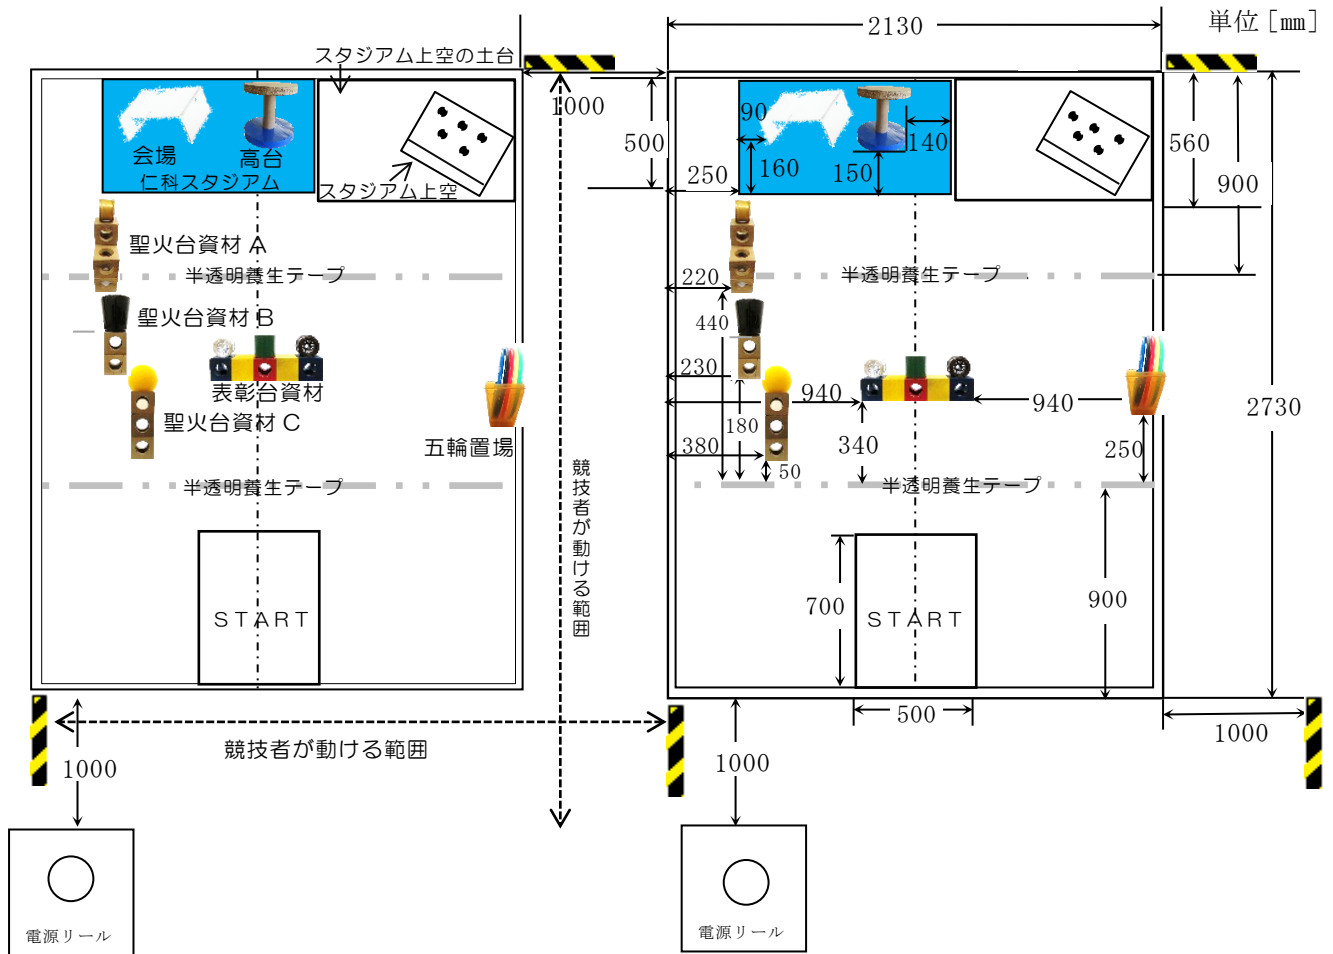 単位［㎜］
2130
スタジアム上空の土台
1000
500
90
160
150
140
250
560
900
会場
高台
仁科スタジアム
スタジアム上空
聖火台資材 A
半透明養生テープ
半透明養生テープ
220
440
聖火台資材 B
230
表彰台資材
940
940
2730
聖火台資材 C
180
380
50
340
250
五輪置場
半透明養生テープ
半透明養生テープ
競技者が動ける範囲
START
START
700
900
500
競技者が動ける範囲
1000
1000
1000
電源リール
電源リール